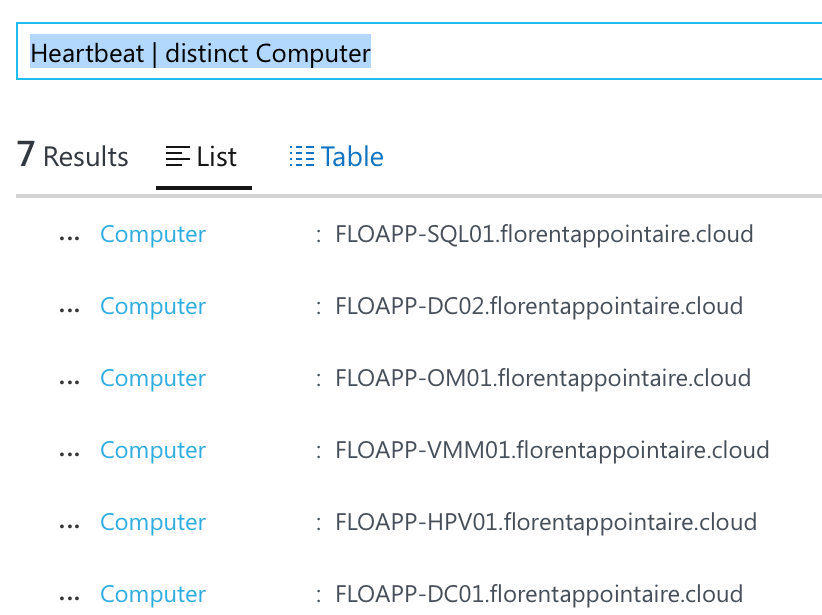 Heartbeat | distinct Computer
7 Results List Table
... Computer : FLOAPP-SQL01.florentappointaire.cloud
... Computer : FLOAPP-DC02.florentappointaire.cloud
... Computer : FLOAPP-OM01.florentappointaire.cloud
... Computer : FLOAPP-VMM01.florentappointaire.cloud
... Computer : FLOAPP-HPV01.florentappointaire.cloud
... Computer : FLOAPP-DC01.florentappointaire.cloud